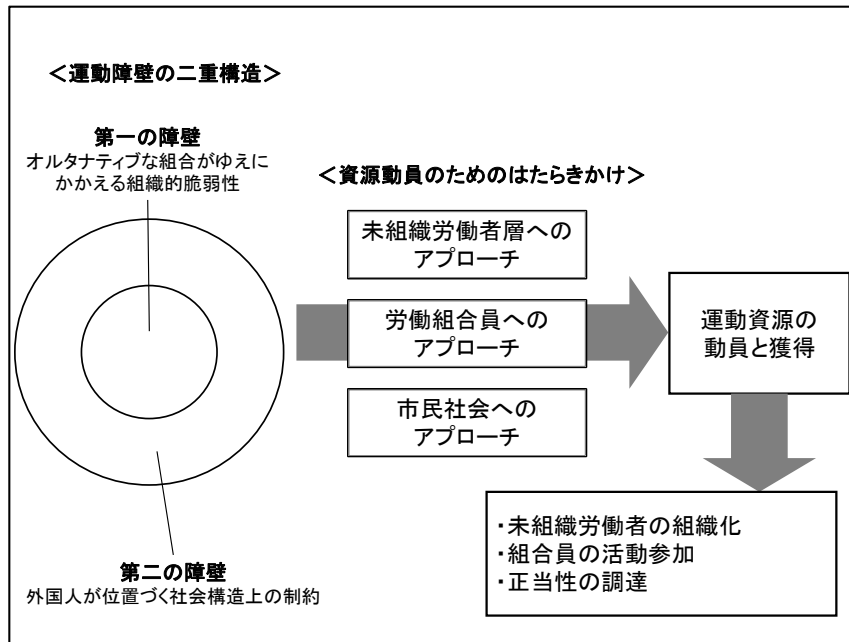 ＜運動障壁の二重構造＞
第一の障壁
オルタナティブな組合がゆえに
かかえる組織的脆弱性
＜資源動員のためのはたらきかけ＞
未組織労働者層への
アプローチ
労働組合員への
アプローチ
市民社会への
アプローチ
運動資源の
動員と獲得
第二の障壁
外国人が位置づく社会構造上の制約
・未組織労働者の組織化
・組合員の活動参加
・正当性の調達